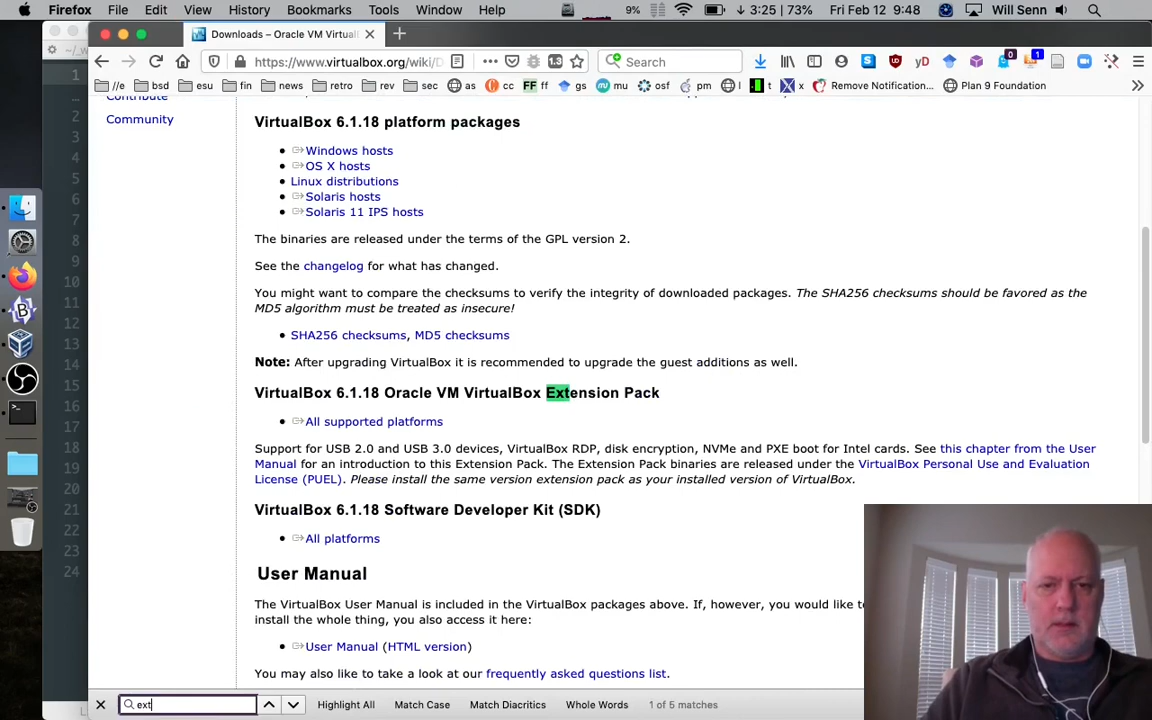 Firefox File Edit View History Bookmarks Tools Window Help 9% 3:25 | 73% Fri Feb 12 9:48 Will Senn
Downloads – Oracle VM Virtual
https://www.virtualbox.org/wiki/D 1.3 Search 0 1
//e bsd esu fin news retro rev sec as cc FF ff gs mu osf pm l t x Remove Notification... Plan 9 Foundation
Contribute
Community
VirtualBox 6.1.18 platform packages
Windows hosts
OS X hosts
Linux distributions
Solaris hosts
Solaris 11 IPS hosts
The binaries are released under the terms of the GPL version 2.
See the changelog for what has changed.
You might want to compare the checksums to verify the integrity of downloaded packages. The SHA256 checksums should be favored as the
MD5 algorithm must be treated as insecure!
SHA256 checksums, MD5 checksums
Note: After upgrading VirtualBox it is recommended to upgrade the guest additions as well.
VirtualBox 6.1.18 Oracle VM VirtualBox Extension Pack
All supported platforms
Support for USB 2.0 and USB 3.0 devices, VirtualBox RDP, disk encryption, NVMe and PXE boot for Intel cards. See this chapter from the User
Manual for an introduction to this Extension Pack. The Extension Pack binaries are released under the VirtualBox Personal Use and Evaluation
License (PUEL). Please install the same version extension pack as your installed version of VirtualBox.
VirtualBox 6.1.18 Software Developer Kit (SDK)
All platforms
User Manual
The VirtualBox User Manual is included in the VirtualBox packages above. If, however, you would like to
install the whole thing, you also access it here:
User Manual (HTML version)
You may also like to take a look at our frequently asked questions list.
ext Highlight All Match Case Match Diacritics Whole Words 1 of 5 matches
1
2
3
4
5
6
7
8
9
10
11
12
13
14
15
16
17
18
19
20
21
22
23
24